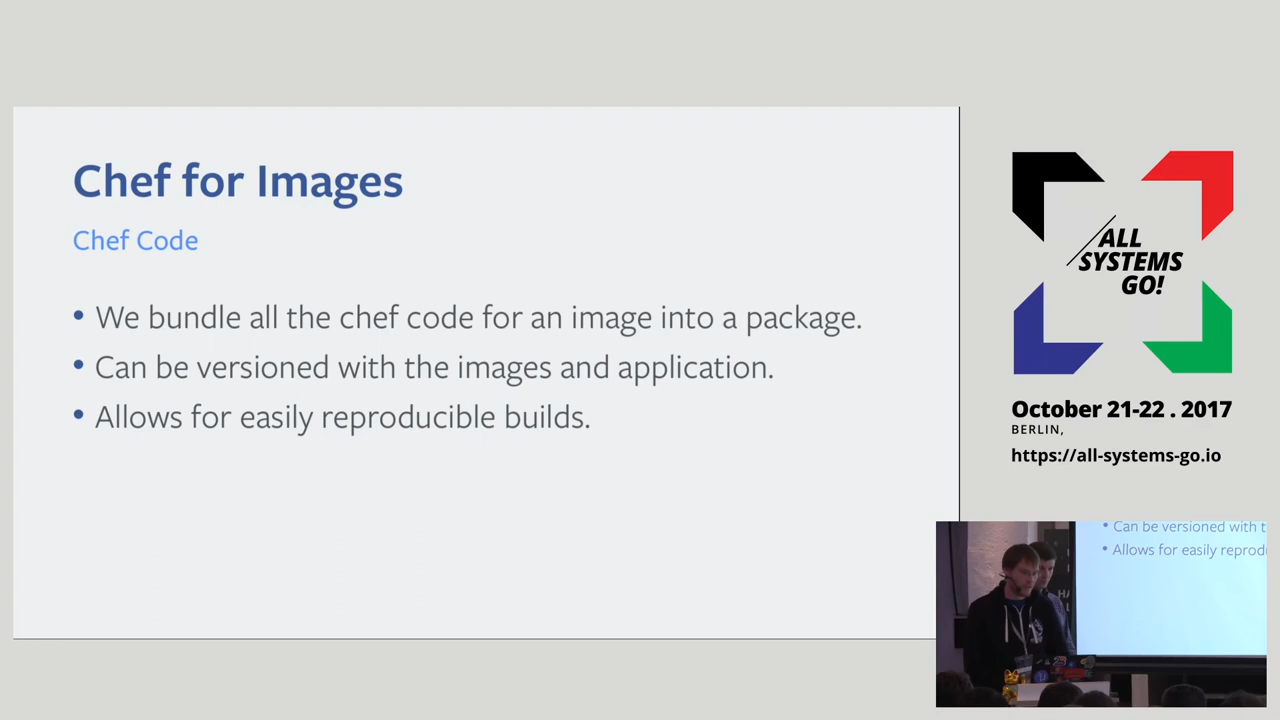 Chef for Images
Chef Code
• We bundle all the chef code for an image into a package.
• Can be versioned with the images and application.
• Allows for easily reproducible builds.
ALL
SYSTEMS
GO!
October 21-22 . 2017
BERLIN,
https://all-systems-go.io
• Can be versioned with t
• Allows for easily reprod